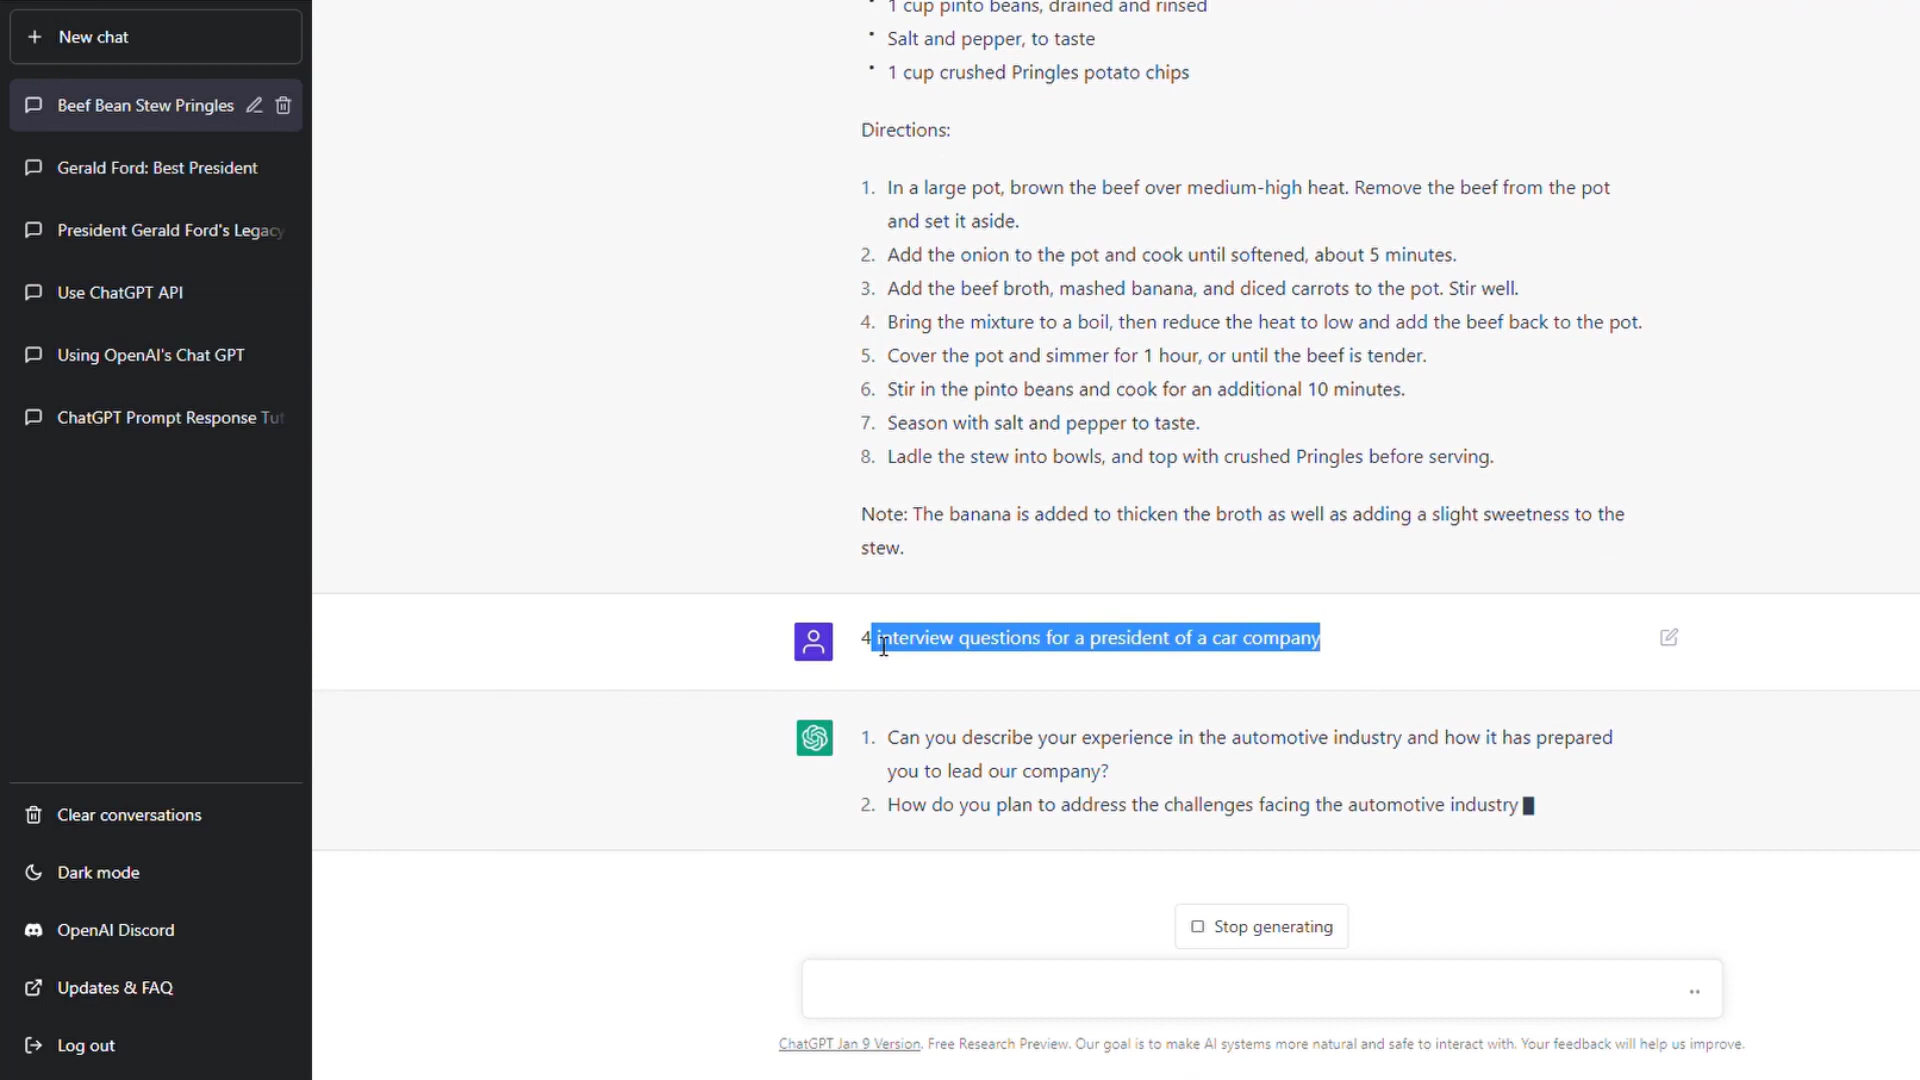 New chat
Beef Bean Stew Pringles
Gerald Ford: Best President
President Gerald Ford's Legacy
Use ChatGPT API
Using OpenAI's Chat GPT
ChatGPT Prompt Response Tut
Clear conversations
Dark mode
OpenAI Discord
Updates & FAQ
Log out
1 cup pinto beans, drained and rinsed
Salt and pepper, to taste
1 cup crushed Pringles potato chips
Directions:
1. In a large pot, brown the beef over medium-high heat. Remove the beef from the pot
and set it aside.
2. Add the onion to the pot and cook until softened, about 5 minutes.
3. Add the beef broth, mashed banana, and diced carrots to the pot. Stir well.
4. Bring the mixture to a boil, then reduce the heat to low and add the beef back to the pot.
5. Cover the pot and simmer for 1 hour, or until the beef is tender.
6. Stir in the pinto beans and cook for an additional 10 minutes.
7. Season with salt and pepper to taste.
8. Ladle the stew into bowls, and top with crushed Pringles before serving.
Note: The banana is added to thicken the broth as well as adding a slight sweetness to the
stew.
4 interview questions for a president of a car company
1. Can you describe your experience in the automotive industry and how it has prepared
you to lead our company?
2. How do you plan to address the challenges facing the automotive industry
Stop generating
ChatGPT Jan 9 Version. Free Research Preview. Our goal is to make AI systems more natural and safe to interact with. Your feedback will help us improve.